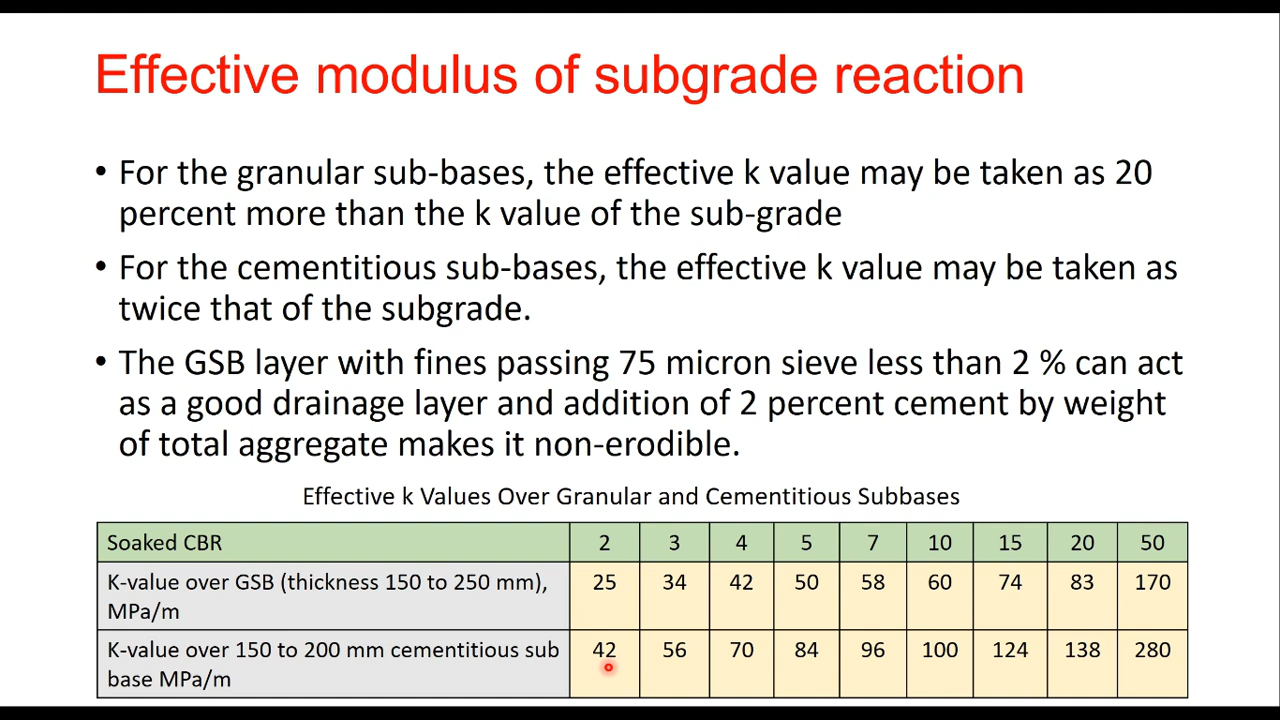 Effective modulus of subgrade reaction
• For the granular sub-bases, the effective k value may be taken as 20
percent more than the k value of the sub-grade
• For the cementitious sub-bases, the effective k value may be taken as
twice that of the subgrade.
• The GSB layer with fines passing 75 micron sieve less than 2 % can act
as a good drainage layer and addition of 2 percent cement by weight
of total aggregate makes it non-erodible.
Effective k Values Over Granular and Cementitious Subbases
Soaked CBR 2 3 4 5 7 10 15 20 50
K-value over GSB (thickness 150 to 250 mm), 25 34 42 50 58 60 74 83 170
MPa/m
K-value over 150 to 200 mm cementitious sub 42 56 70 84 96 100 124 138 280
base MPa/m